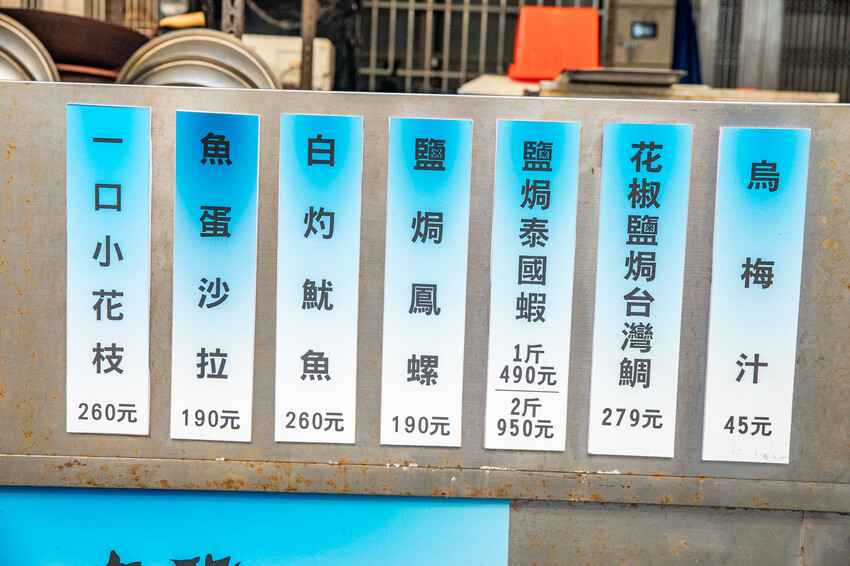 一口小花枝
260元
魚蛋沙拉
190元
白灼魷魚
260元
鹽焗鳳螺
190元
鹽焗泰國蝦
1斤
490元
2斤
950元
花椒鹽焗台灣鯛
279元
烏梅汁
45元